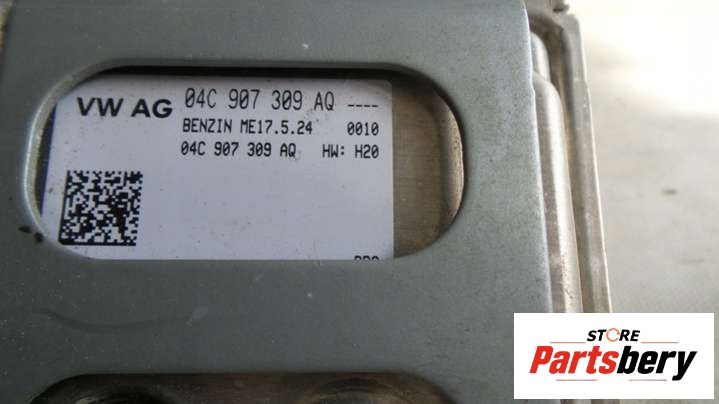 VW AG 04C 907 309 AQ ----
BENZIN ME17.5.24 0010
04C 907 309 AQ HW: H20
STORE
Partsbery